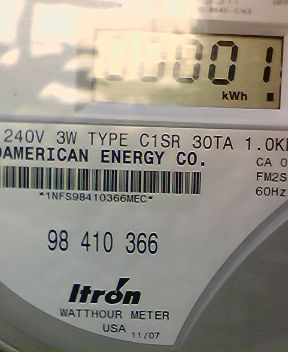 00001
kWh
240V 3W TYPE C1SR 30TA 1.0K
DAMERICAN ENERGY CO.
CA 0
FM2S
60Hz
*1NFS98410366MEC*
98 410 366
Itron
WATTHOUR METER
USA 11/07